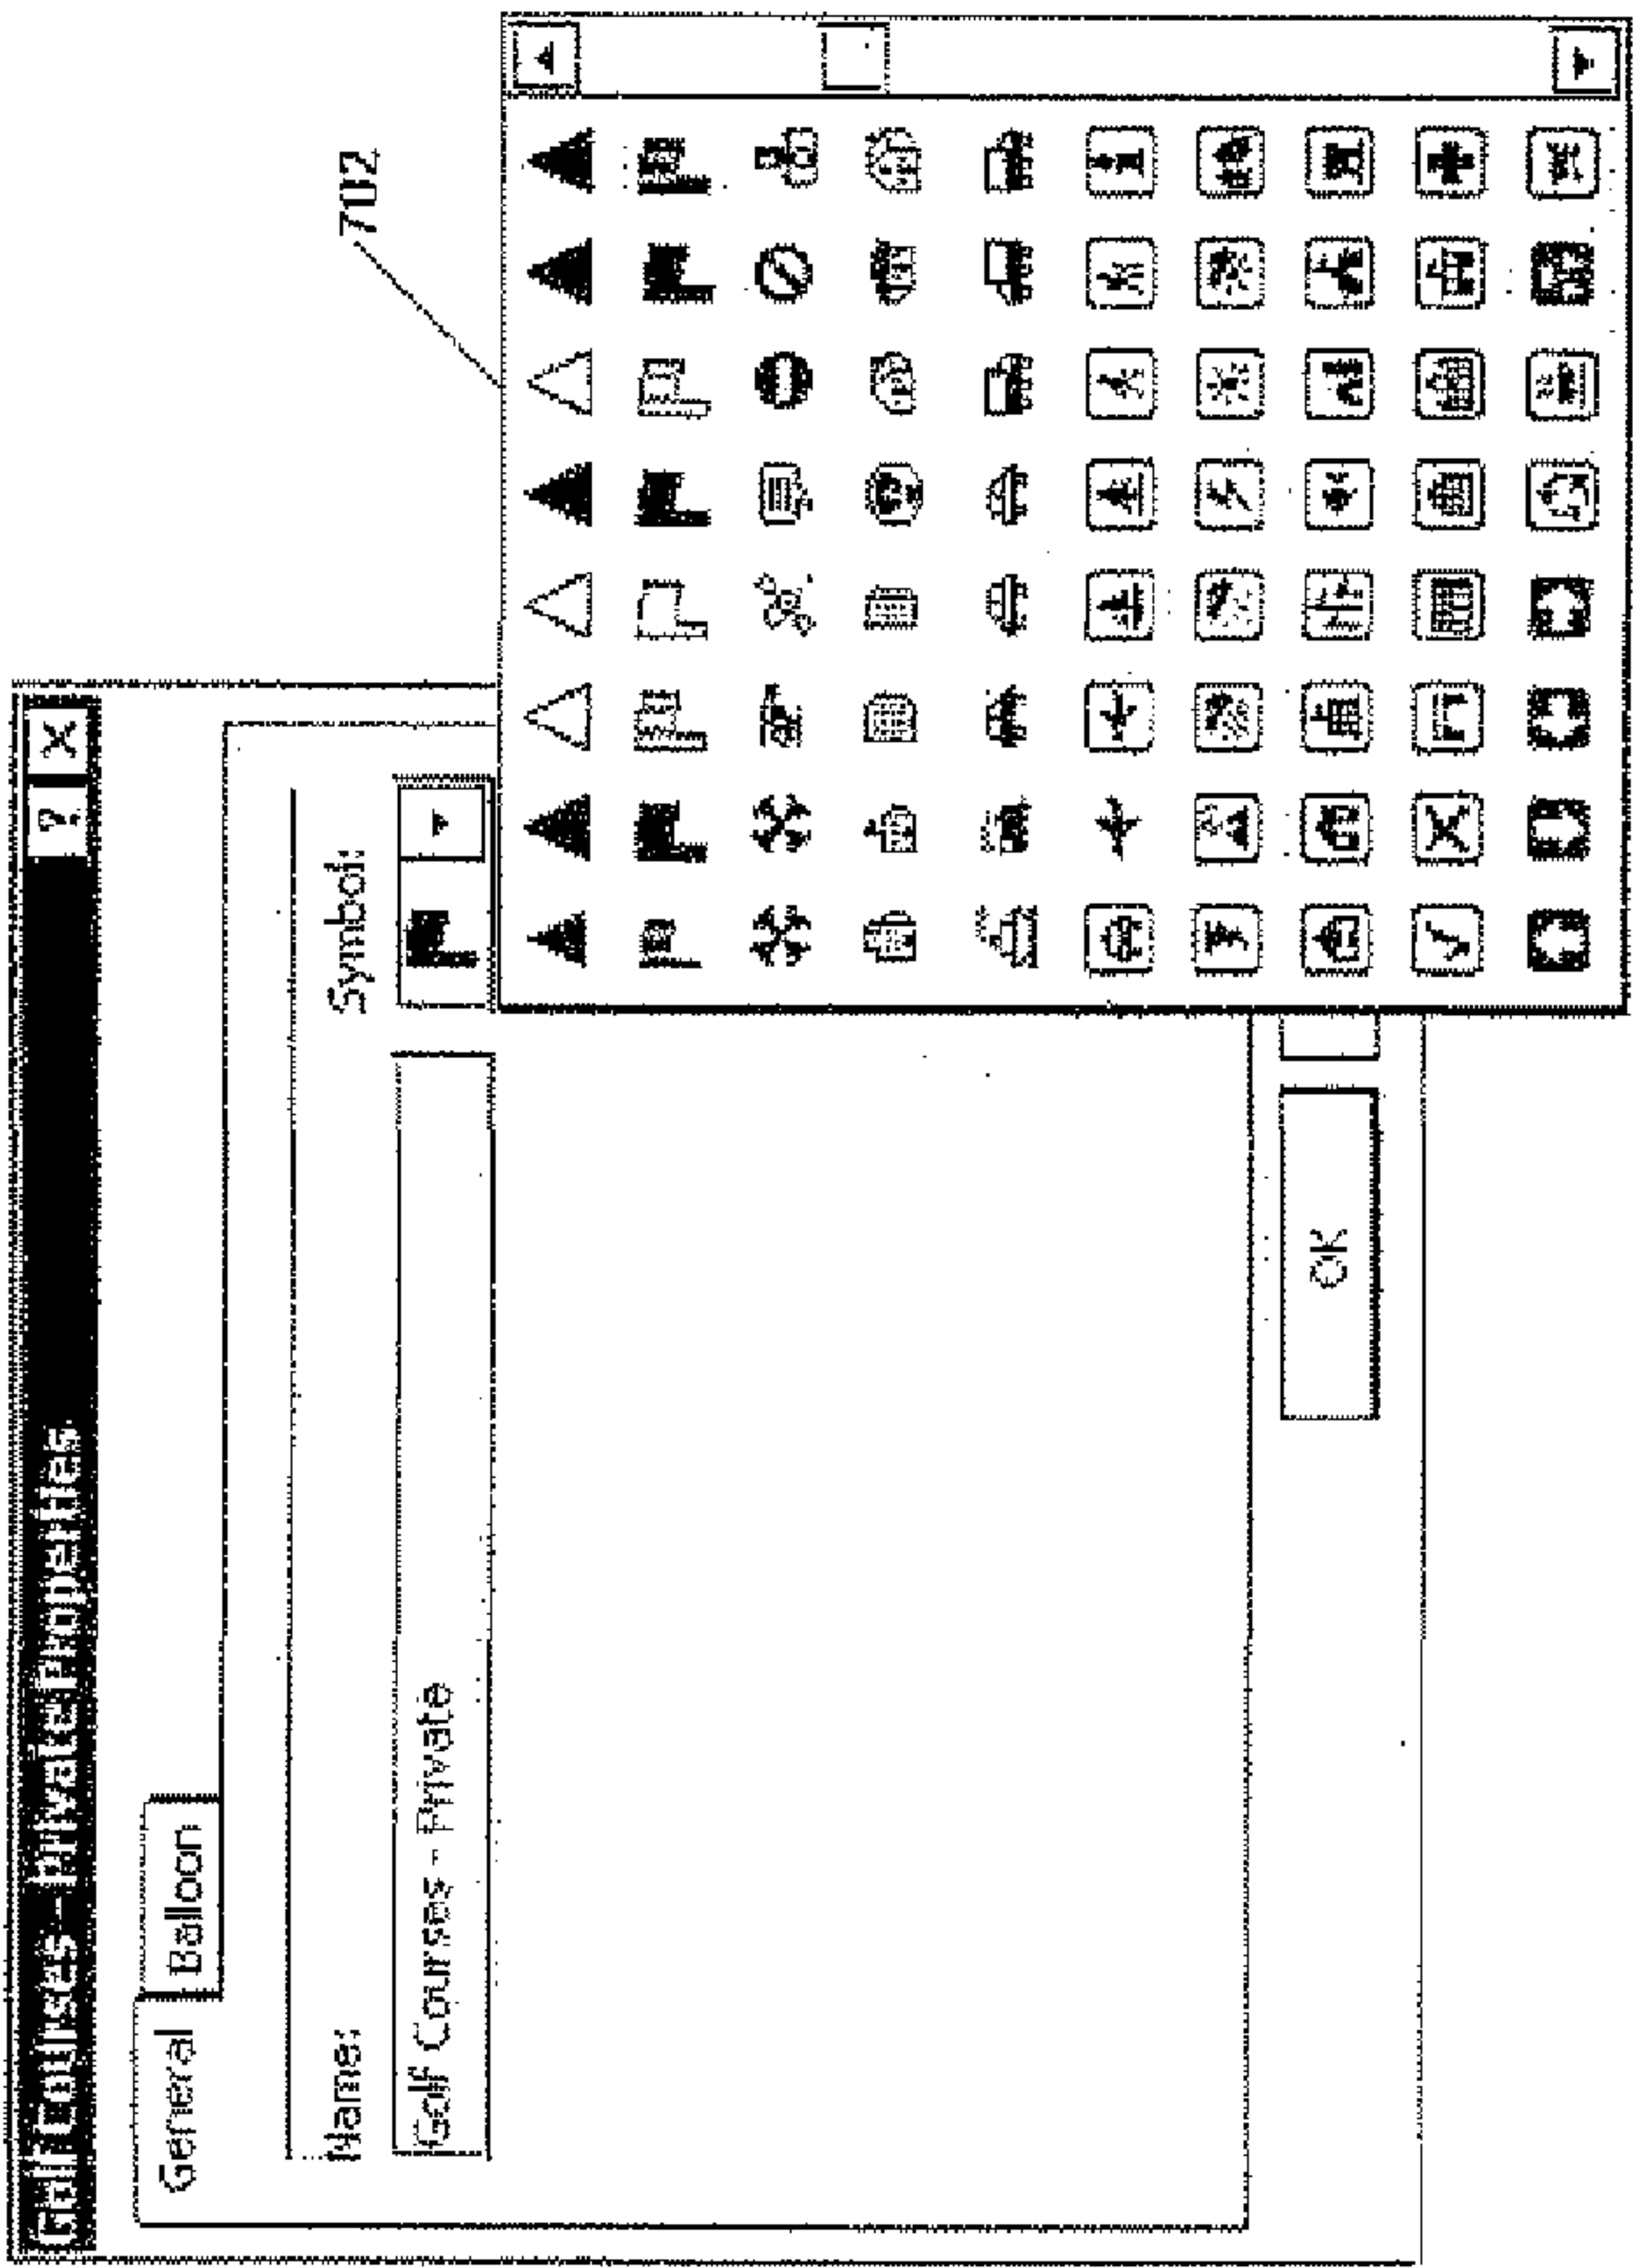 Golf Courses - Private Properties
? X
General
Balloon
Name:
Symbol:
Golf Courses - Private
702
OK